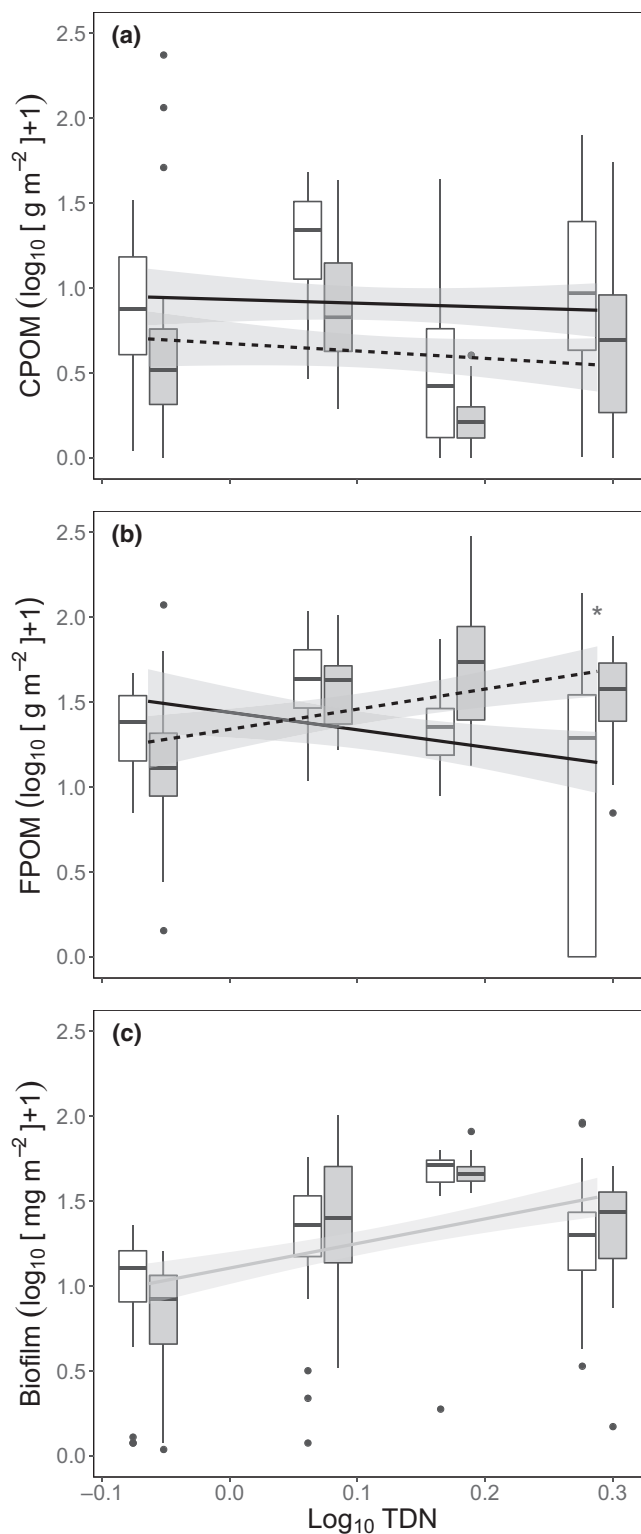 (a)
CPOM (log₁₀ [ g m⁻² ]+1)
2.5
2.0
1.5
1.0
0.5
0.0
(b)
FPOM (log₁₀ [ g m⁻² ]+1)
2.5
2.0
1.5
1.0
0.5
0.0
*
(c)
Biofilm (log₁₀ [ mg m⁻² ]+1)
2.5
2.0
1.5
1.0
0.5
0.0
–0.1 0.0 0.1 0.2 0.3
Log₁₀ TDN